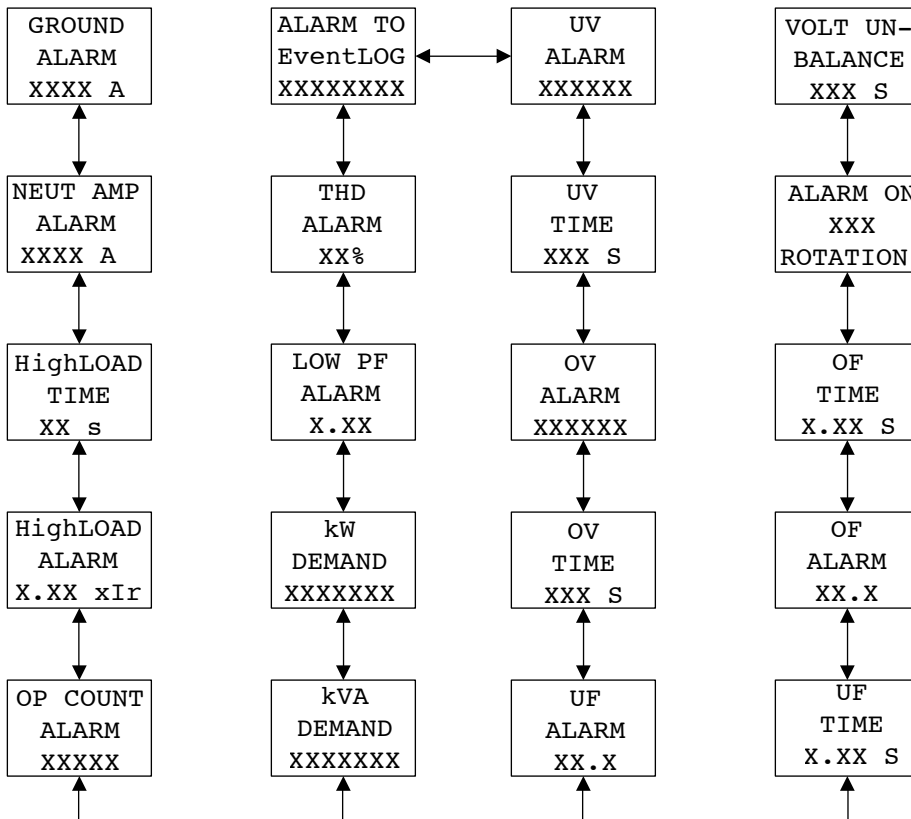 GROUND
ALARM
XXXX A
NEUT AMP
ALARM
XXXX A
HighLOAD
TIME
XX s
HighLOAD
ALARM
X.XX xIr
OP COUNT
ALARM
XXXXX
ALARM TO
EventLOG
XXXXXXXX
THD
ALARM
XX%
LOW PF
ALARM
X.XX
kW
DEMAND
XXXXXXX
kVA
DEMAND
XXXXXXX
UV
ALARM
XXXXXX
UV
TIME
XXX S
OV
ALARM
XXXXXX
OV
TIME
XXX S
UF
ALARM
XX.X
VOLT UN-
BALANCE
XXX S
ALARM ON
XXX
ROTATION
OF
TIME
X.XX S
OF
ALARM
XX.X
UF
TIME
X.XX S